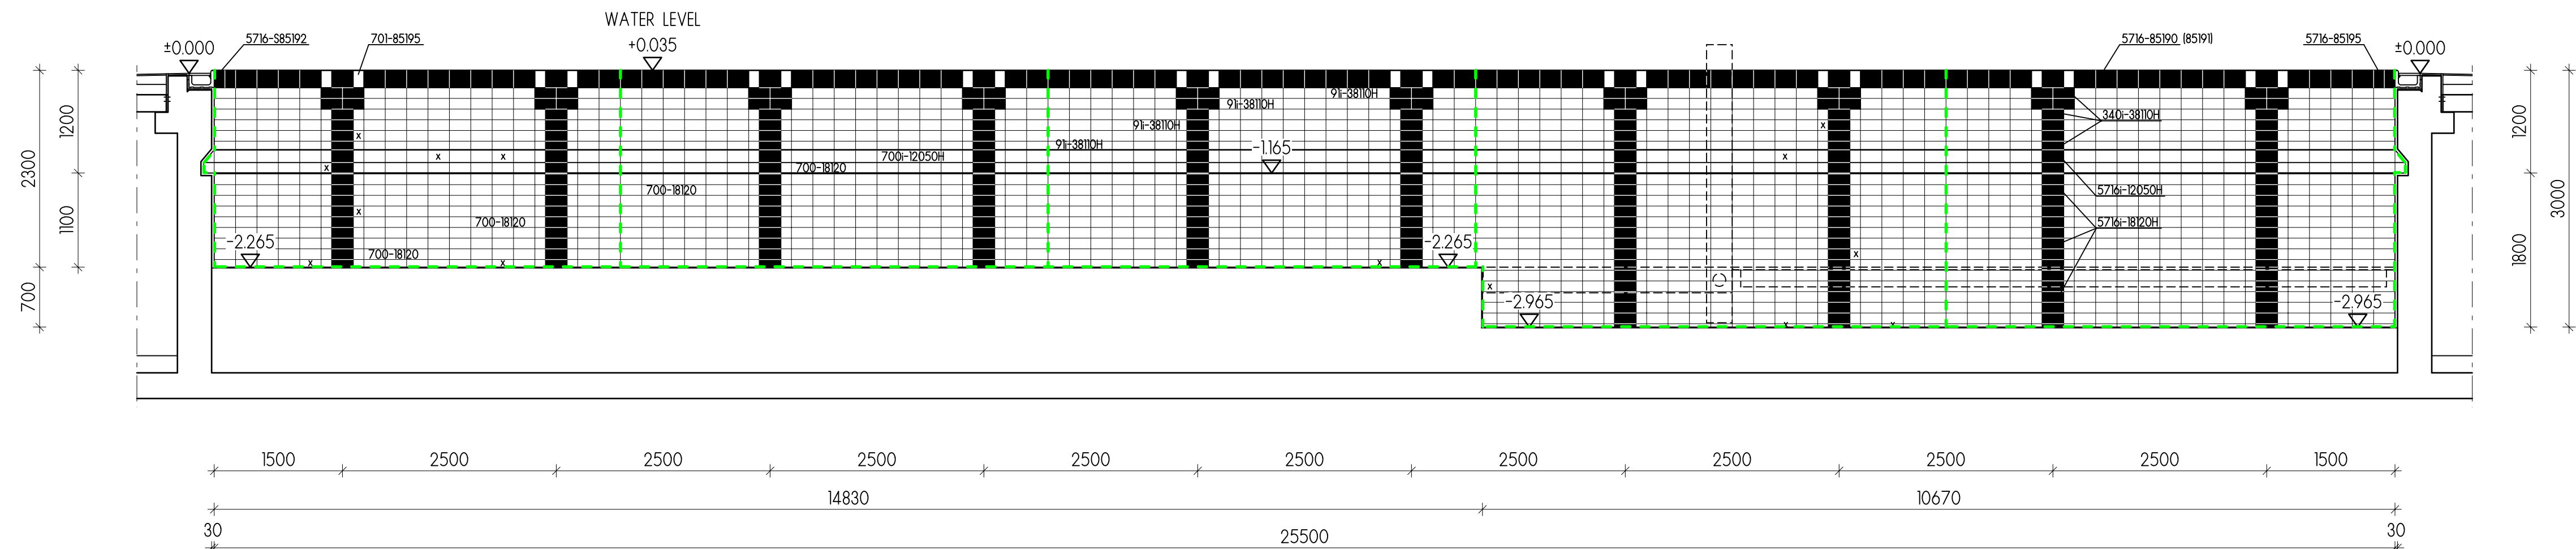 WATER LEVEL
±0.000
5716-S85192
701-85195
+0.035
5716-85190 (85191)
5716-85195
±0.000
91i-38110H
91i-38110H
340i-38110H
91i-38110H
91i-38110H
1200
1200
2300
x
x
x
x
x
x
700i-12050H
-1.165
700-18120
700-18120
5716i-12050H
3000
1100
x
700-18120
5716i-18120H
-2.265
-2.265
1800
700-18120
x
x
x
x
x
700
-2.965
-2.965
x
x
1500
2500
2500
2500
2500
2500
2500
2500
2500
2500
1500
14830
10670
30
25500
30